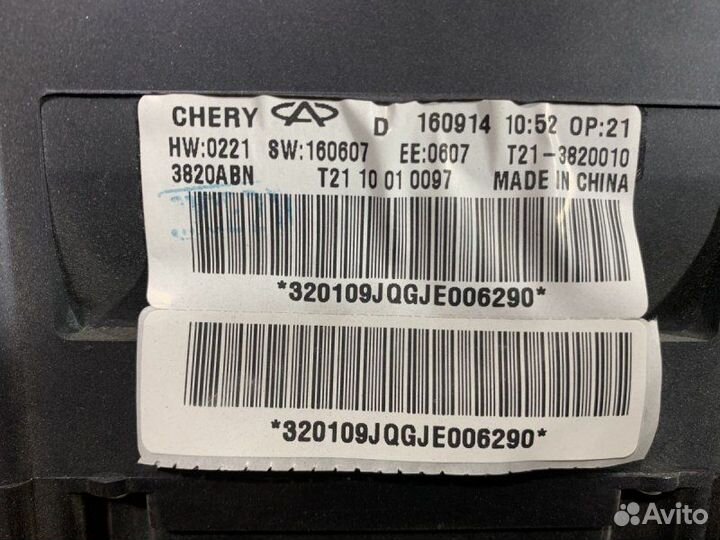 CHERY D 160914 10:52 OP:21
HW:0221 SW:160607 EE:0607 T21-3820010
3820ABN T21 10 01 0097 MADE IN CHINA
*320109JQGJE006290*
*320109JQGJE006290*
Avito